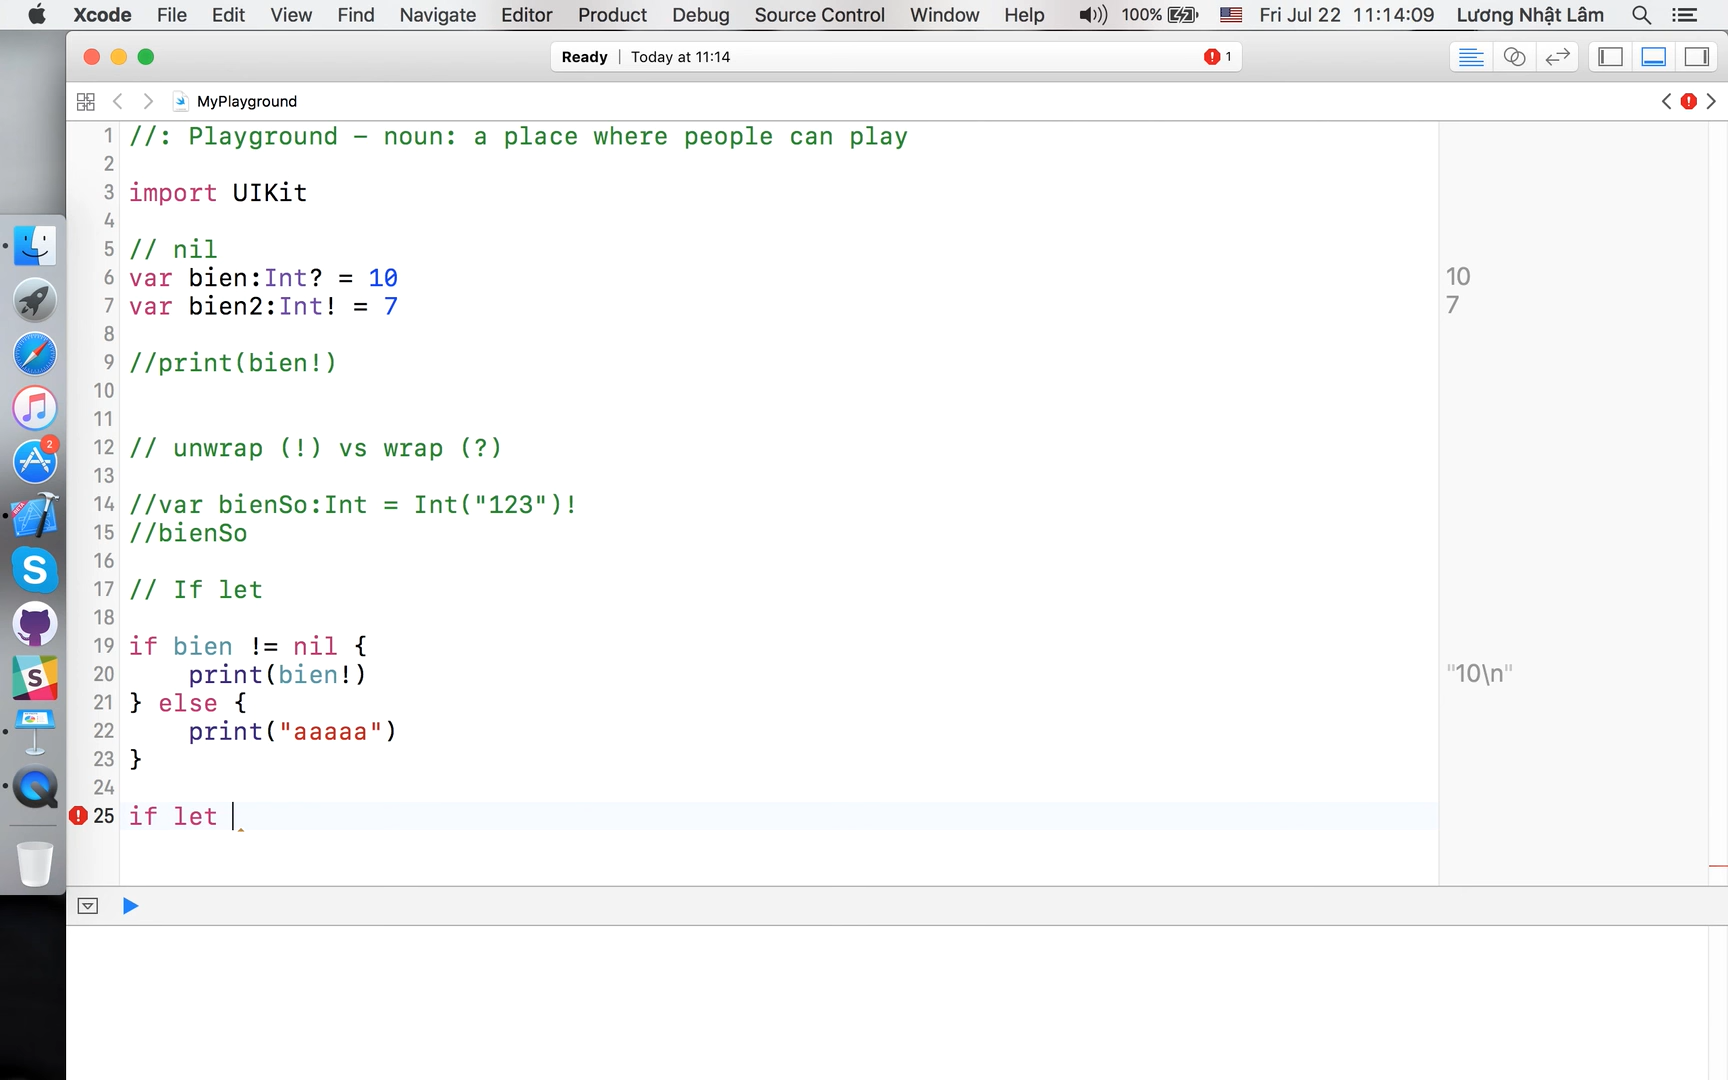 Xcode File Edit View Find Navigate Editor Product Debug Source Control Window Help 100% Fri Jul 22 11:14:09 Lương Nhật Lâm
Ready | Today at 11:14 1
MyPlayground
1 //: Playground – noun: a place where people can play
2
3 import UIKit
4
5 // nil
6 var bien:Int? = 10 10
7 var bien2:Int! = 7 7
8
9 //print(bien!)
10
11
12 // unwrap (!) vs wrap (?)
13
14 //var bienSo:Int = Int("123")!
15 //bienSo
16
17 // If let
18
19 if bien != nil {
20 print(bien!) "10\n"
21 } else {
22 print("aaaaa")
23 }
24
25 if let
2
S
S